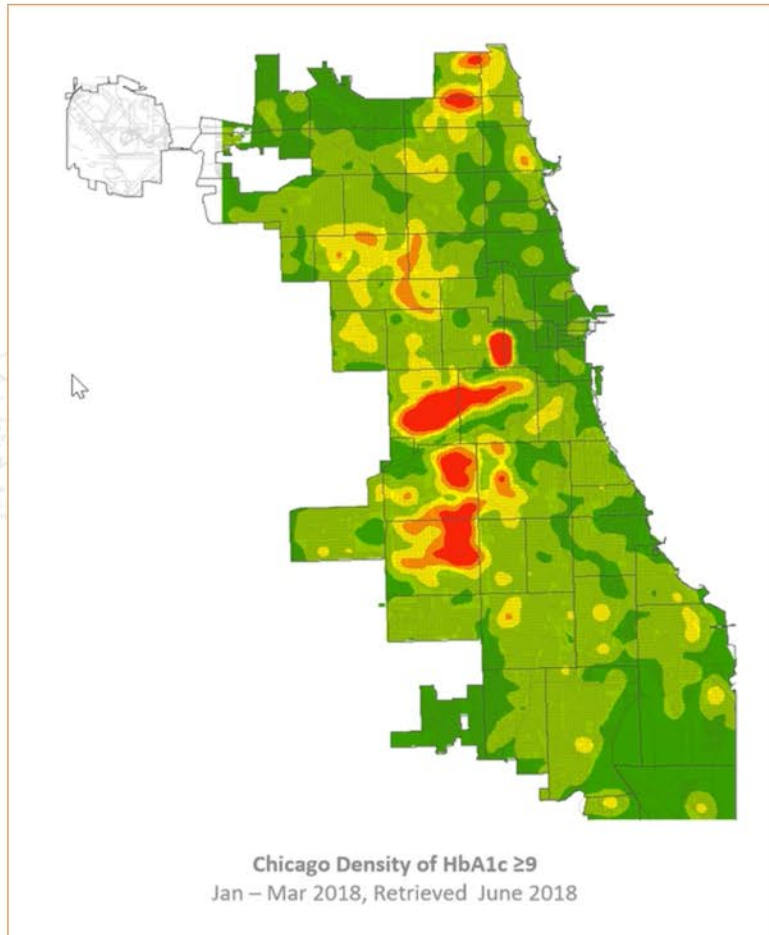 Chicago Density of HbA1c ≥9
Jan – Mar 2018, Retrieved June 2018